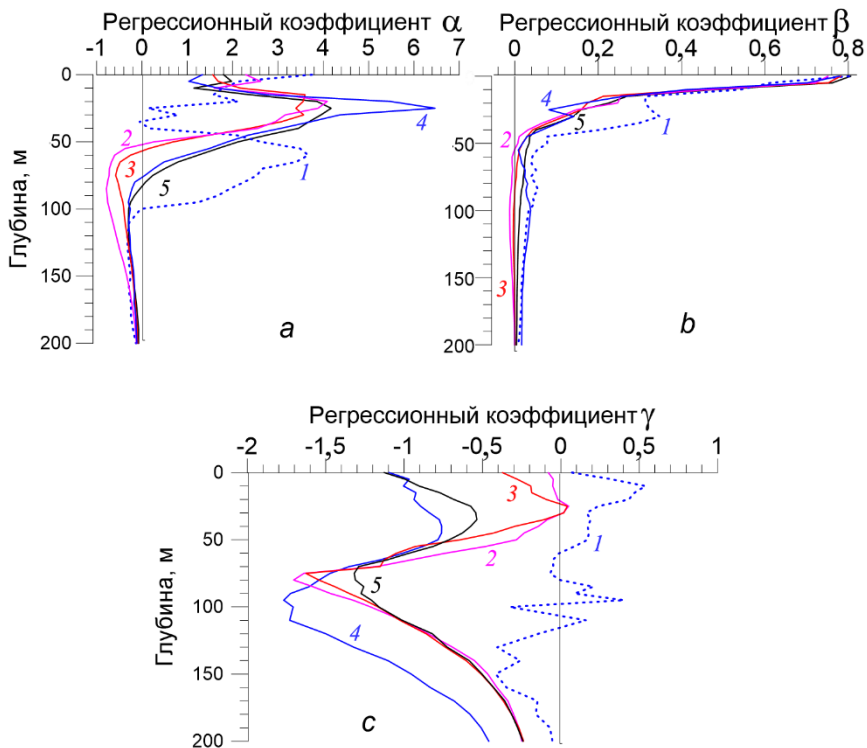 Регрессионный коэффициент α
-1 0 1 2 3 4 5 6 7
Глубина, м
0
50
100
150
200
2
3
5
4
1
a
Регрессионный коэффициент β
0 0,2 0,4 0,6 0,8
0
50
100
150
200
4
2
5
1
3
b
Регрессионный коэффициент γ
-2 -1,5 -1 -0,5 0 0,5 1
Глубина, м
0
50
100
150
200
3
1
2
5
4
c